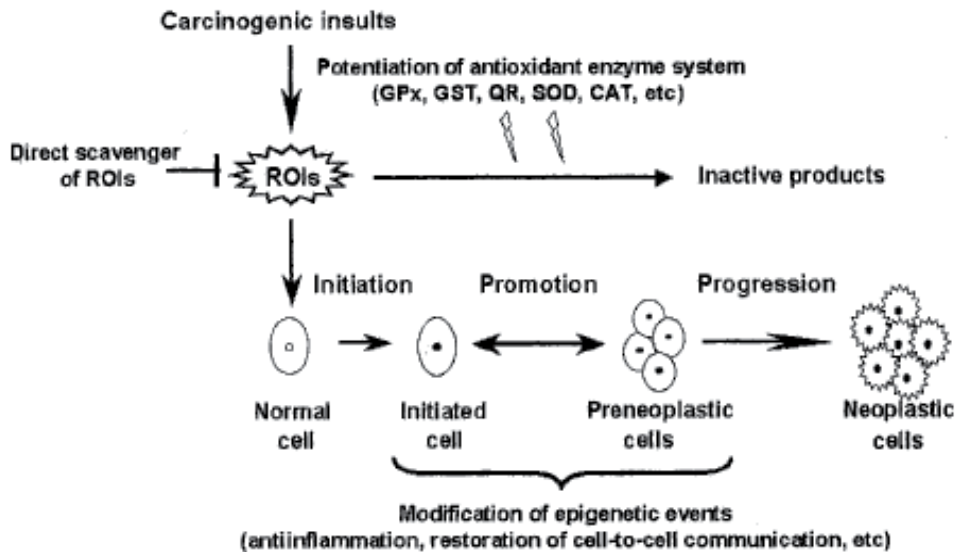 Carcinogenic insults
Potentiation of antioxidant enzyme system
(GPx, GST, QR, SOD, CAT, etc)
Direct scavenger
of ROIs
ROIs
Inactive products
Initiation
Promotion
Progression
Normal
cell
Initiated
cell
Preneoplastic
cells
Neoplastic
cells
Modification of epigenetic events
(antiinflammation, restoration of cell-to-cell communication, etc)